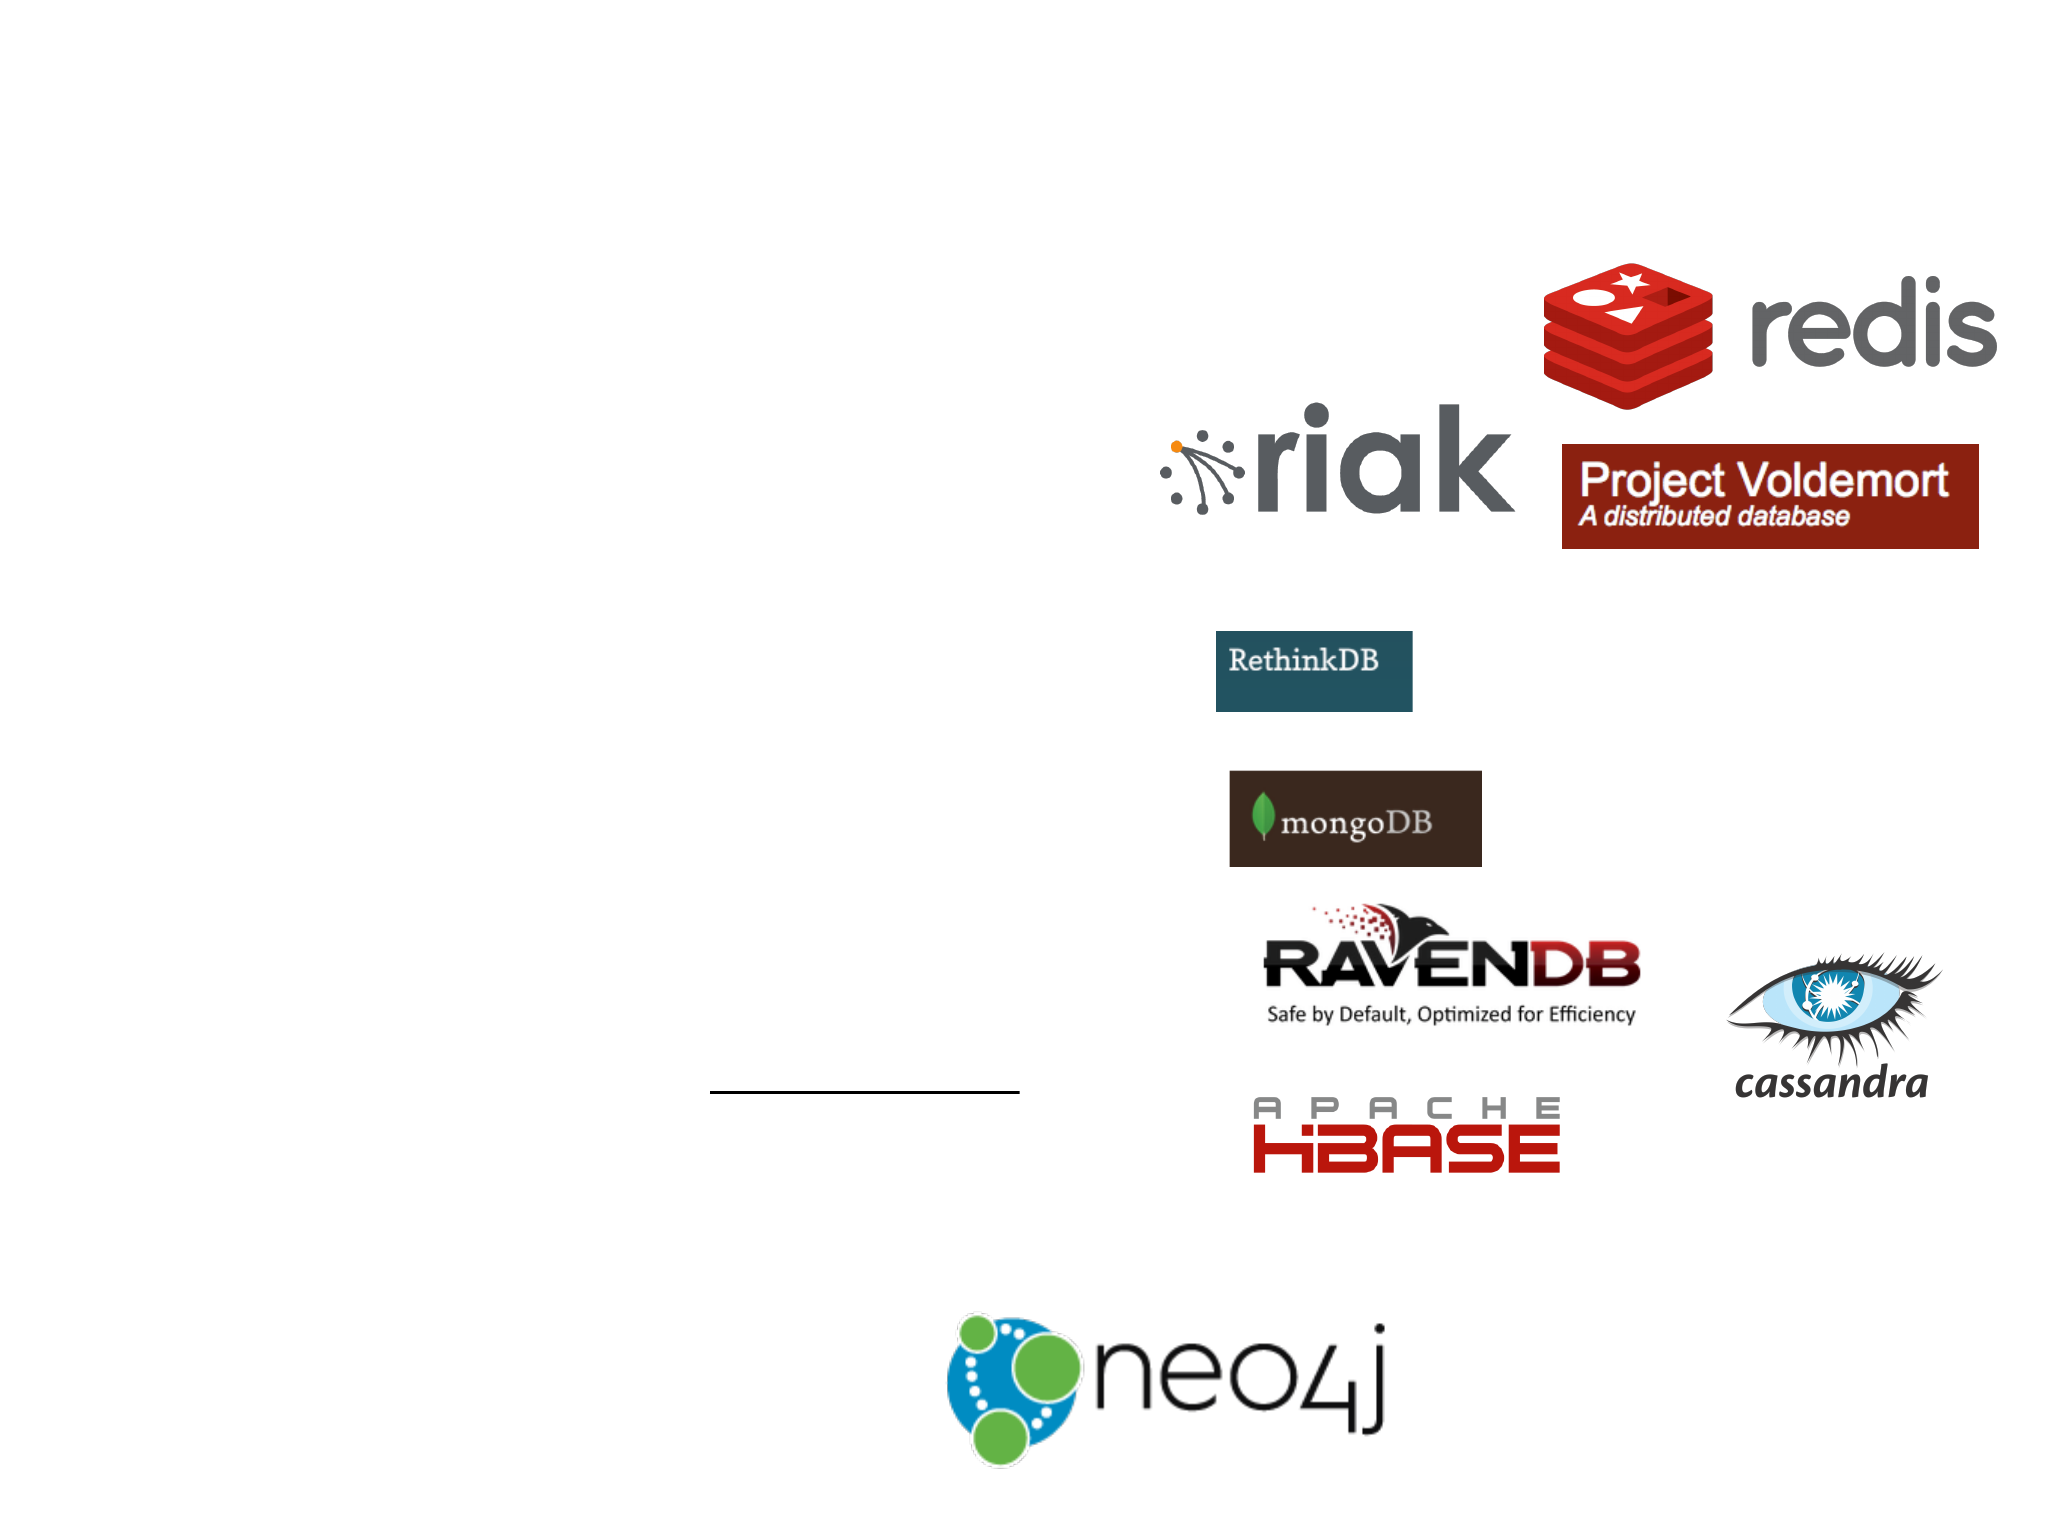 redis
riak
Project Voldemort
A distributed database
RethinkDB
mongoDB
RAVENDB
Safe by Default, Optimized for Efficiency
cassandra
APACHE
HBASE
neo4j